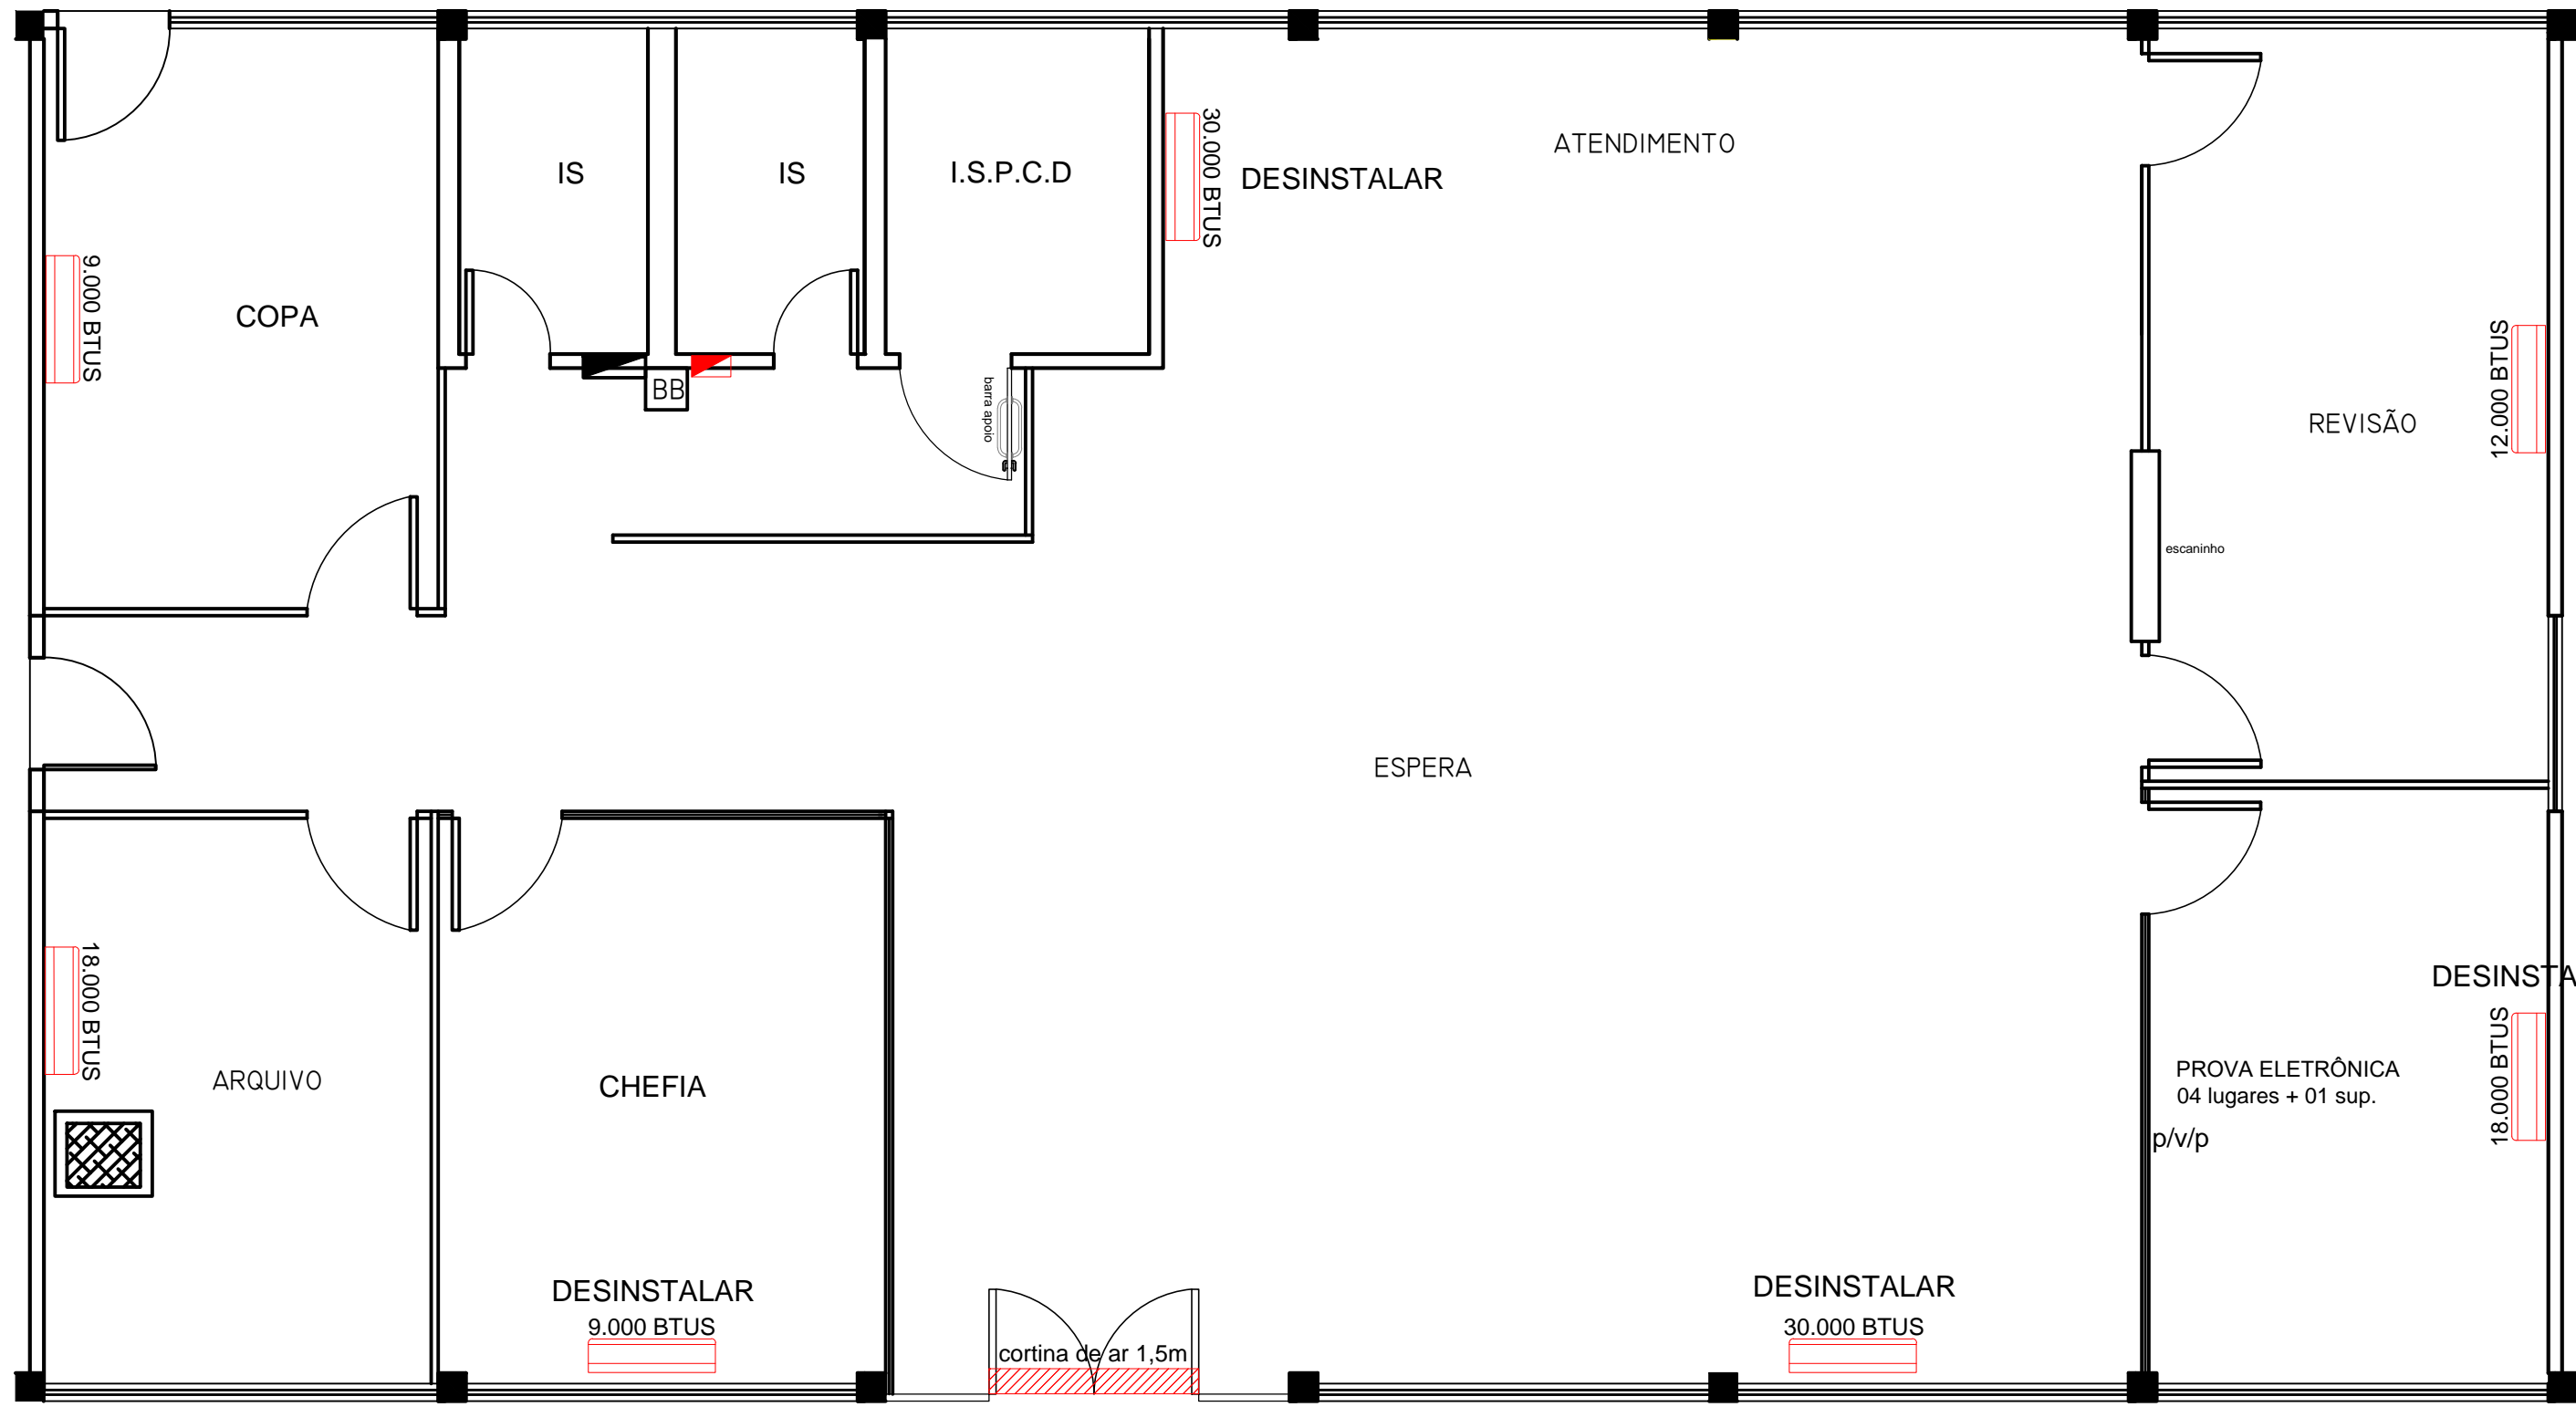 ATENDIMENTO
30.000 BTUS
DESINSTALAR
IS
IS
I.S.P.C.D
9.000 BTUS
COPA
BB
barra apoio
12.000 BTUS
REVISÃO
escaninho
ESPERA
DESINSTA
18.000 BTUS
ARQUIVO
CHEFIA
PROVA ELETRÔNICA
04 lugares + 01 sup.
18.000 BTUS
p/v/p
DESINSTALAR
9.000 BTUS
DESINSTALAR
30.000 BTUS
cortina de ar 1,5m